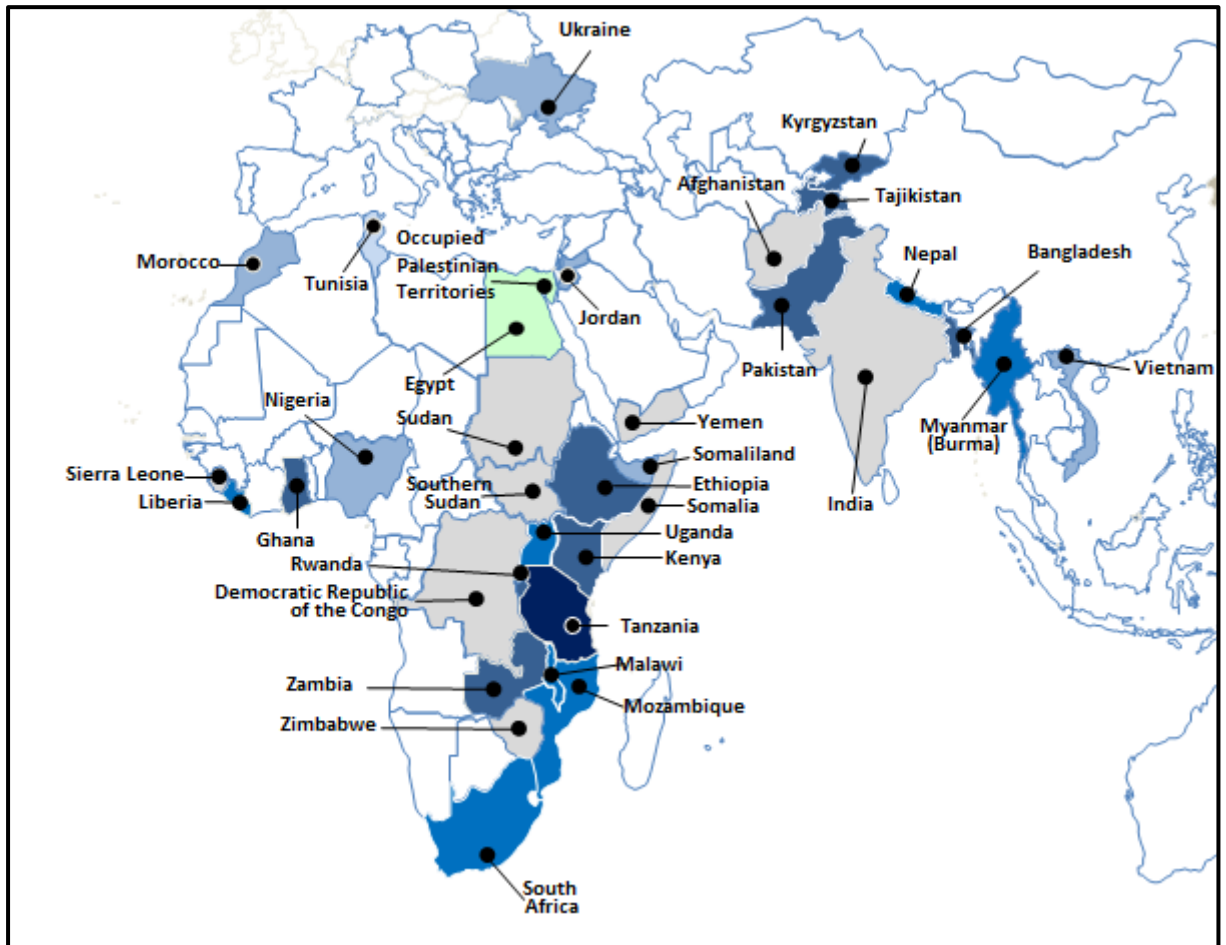 Ukraine
Kyrgyzstan
Afghanistan
Tajikistan
Occupied
Palestinian
Territories
Nepal
Bangladesh
Morocco
Tunisia
Jordan
Pakistan
Vietnam
Egypt
Nigeria
Sudan
Yemen
Myanmar
(Burma)
Somaliland
Sierra Leone
Southern
Sudan
Ethiopia
India
Liberia
Somalia
Ghana
Uganda
Rwanda
Kenya
Democratic Republic
of the Congo
Tanzania
Malawi
Zambia
Mozambique
Zimbabwe
South
Africa